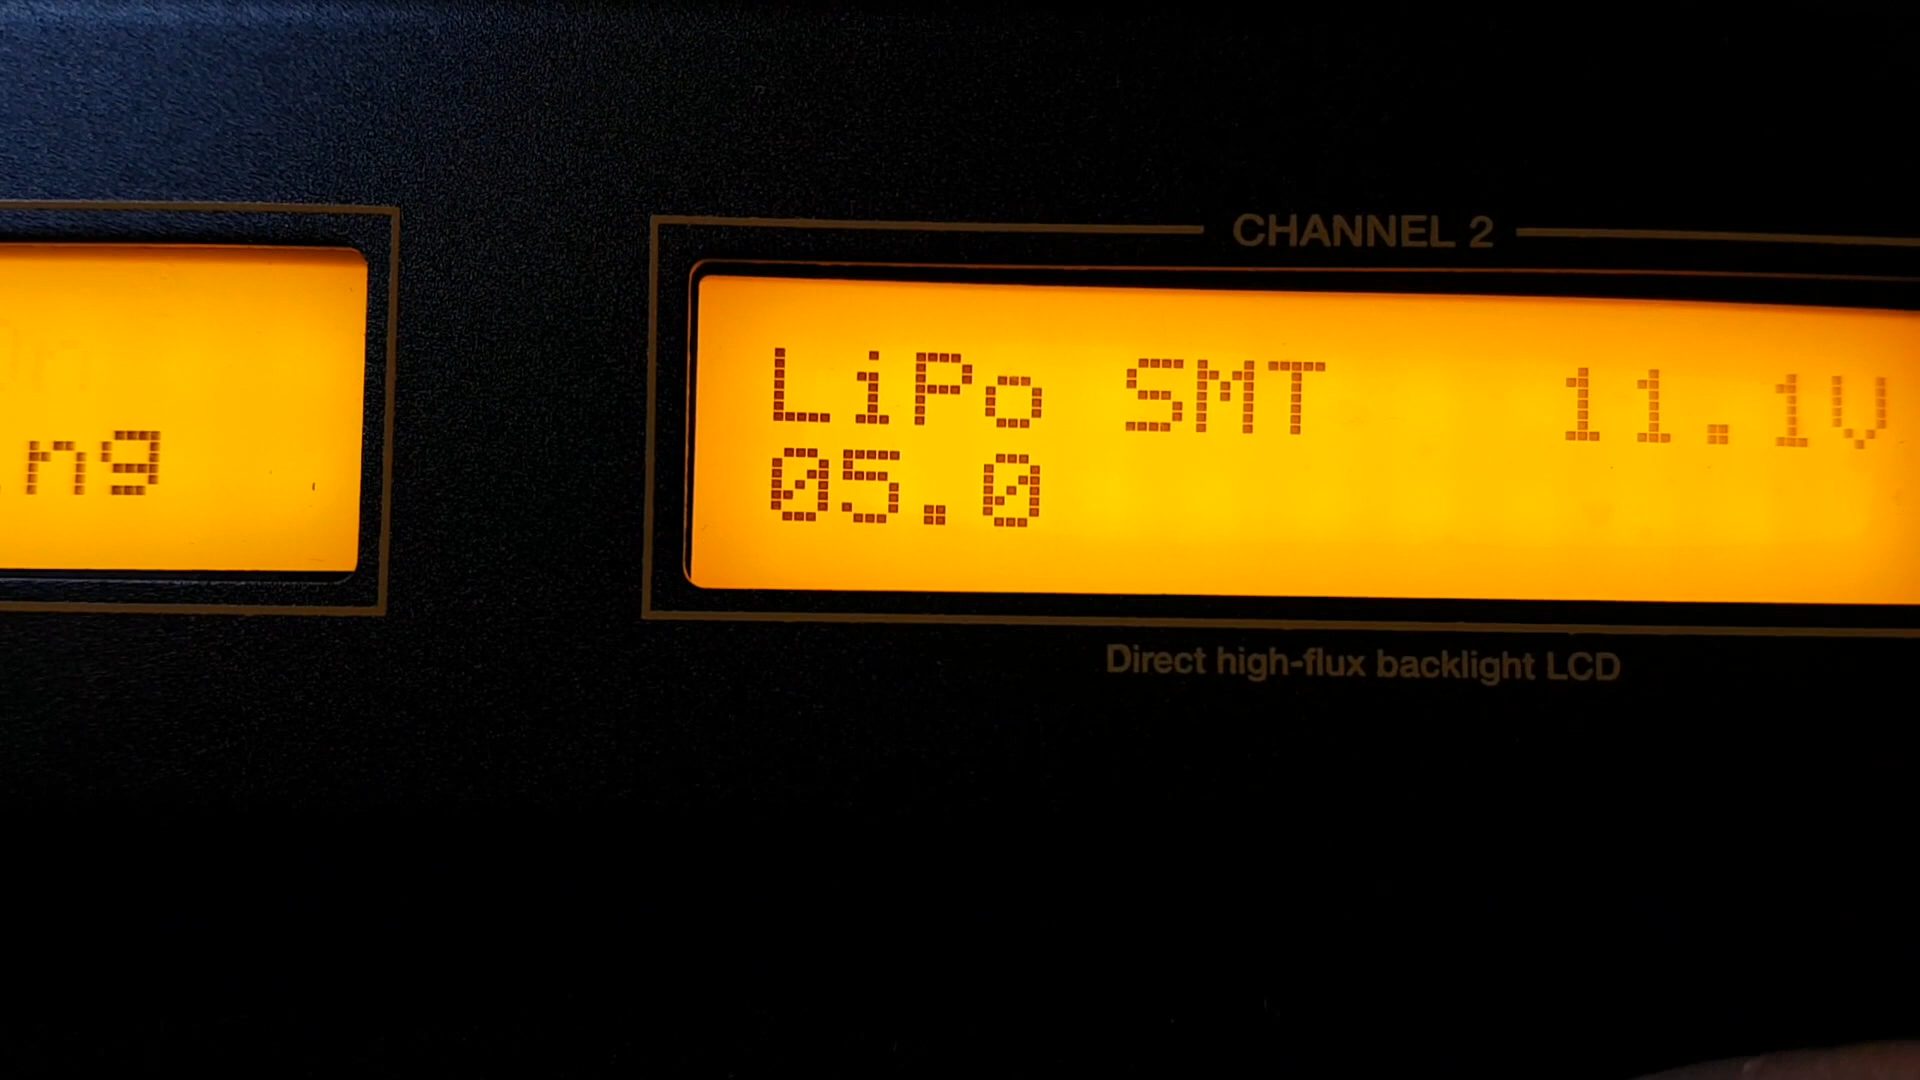 CHANNEL 2
LiPo SMT 11.1V
05.0
ng
Direct high-flux backlight LCD